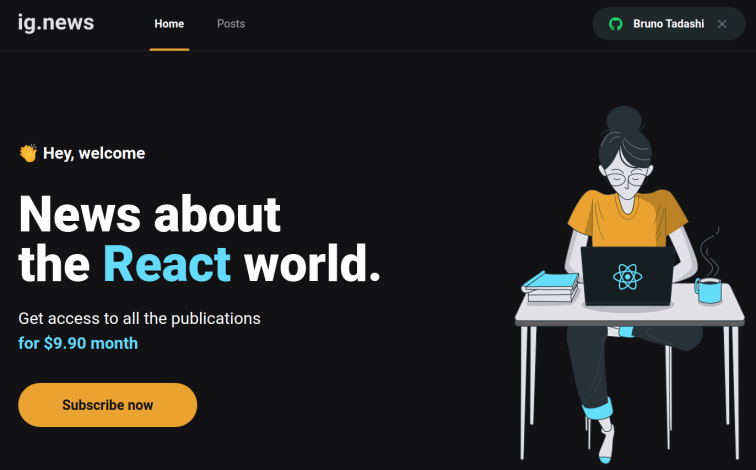 ig.news
Home
Posts
Bruno Tadashi
👏 Hey, welcome
News about
the React world.
Get access to all the publications
for $9.90 month
Subscribe now